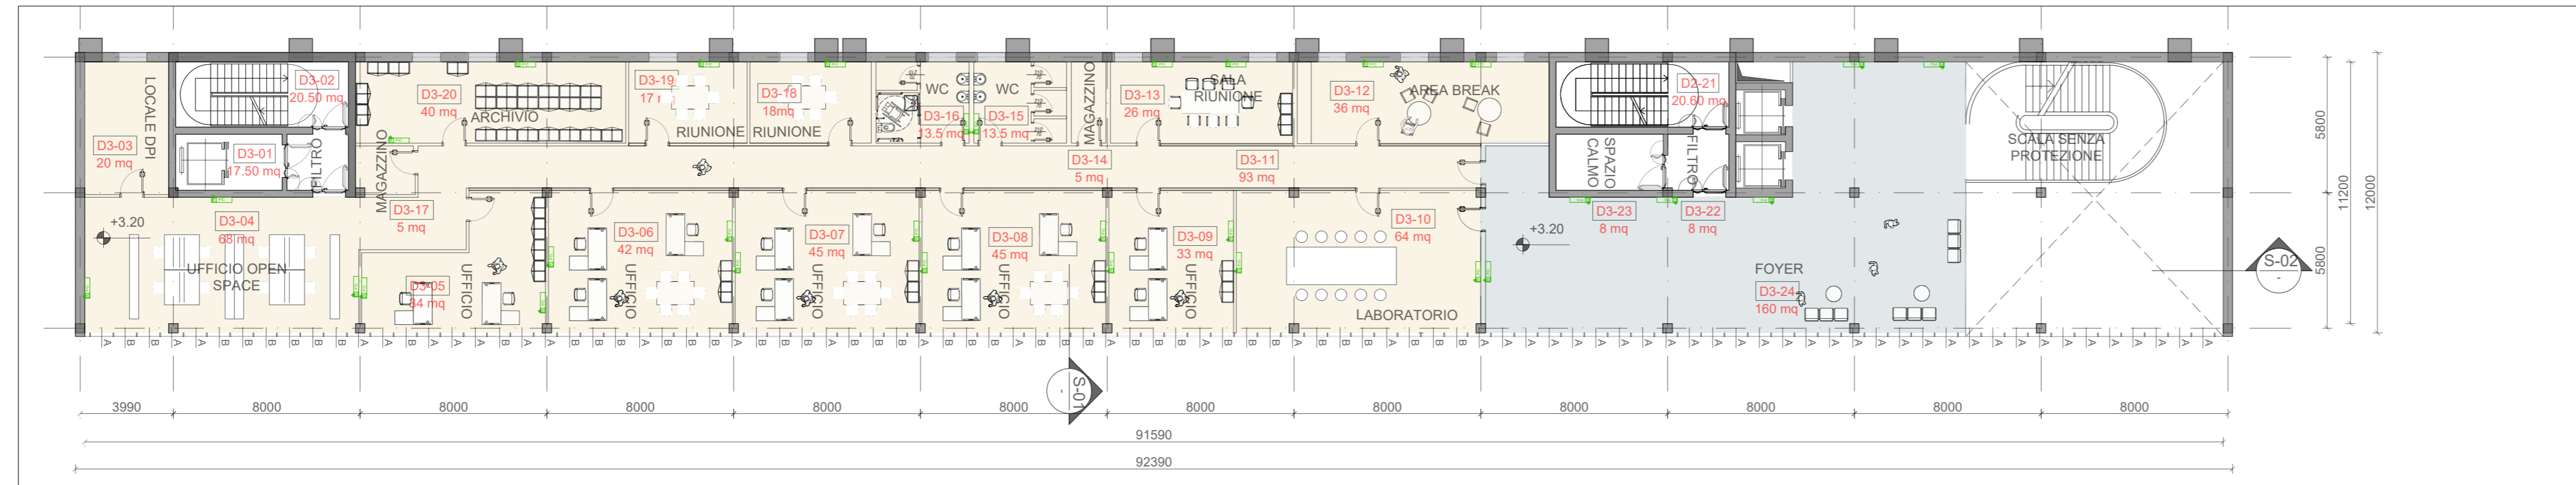 LOCALE DPI
D3-03
20 mq
D3-02
20.50 mq
D3-01
17.50 mq
FILTRO
D3-20
40 mq
ARCHIVIO
MAGAZZINO
D3-17
5 mq
D3-19
RIUNIONE
D3-18
18mq
RIUNIONE
WC
D3-16
13.5 mq
WC
D3-15
13.5 mq
MAGAZZINO
D3-14
5 mq
D3-13
26 mq
SALA
RIUNIONE
D3-11
93 mq
D3-12
36 mq
AREA BREAK
D2-21
20.60 mq
SPAZIO
CALMO
FILTRO
D3-23
8 mq
D3-22
8 mq
SCALA SENZA
PROTEZIONE
+3.20
D3-04
68 mq
UFFICIO OPEN
SPACE
D3-05
34 mq
UFFICIO
D3-06
42 mq
UFFICIO
D3-07
45 mq
UFFICIO
D3-08
45 mq
UFFICIO
D3-09
33 mq
UFFICIO
D3-10
64 mq
LABORATORIO
+3.20
FOYER
D3-24
160 mq
S-02
-
S-01
-
5800
5800
11200
12000
3990 8000 8000 8000 8000 8000 8000 8000 8000 8000 8000 8000
91590
92390